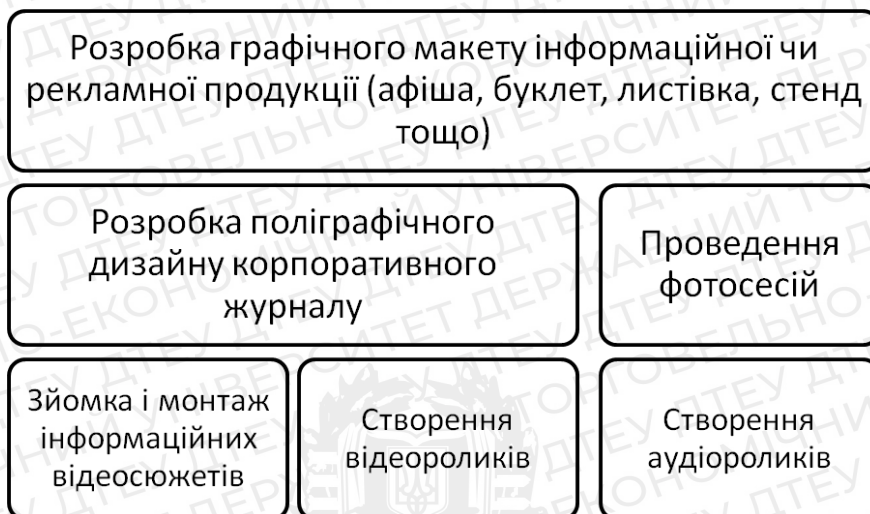 Розробка графічного макету інформаційної чи
рекламної продукції (афіша, буклет, листівка, стенд
тощо)
Розробка поліграфічного
дизайну корпоративного
журналу
Проведення
фотосесій
Зйомка і монтаж
інформаційних
відеосюжетів
Створення
відеороликів
Створення
аудіороликів